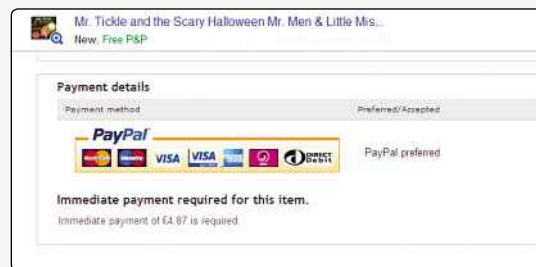 Mr. Tickle and the Scary Halloween Mr. Men & Little Mis...
New, Free P&P
Payment details
Payment method Preferred/Accepted
PayPal
MasterCard Maestro VISA VISA DIRECT Debit
PayPal preferred
Immediate payment required for this item.
Immediate payment of £4.87 is required.